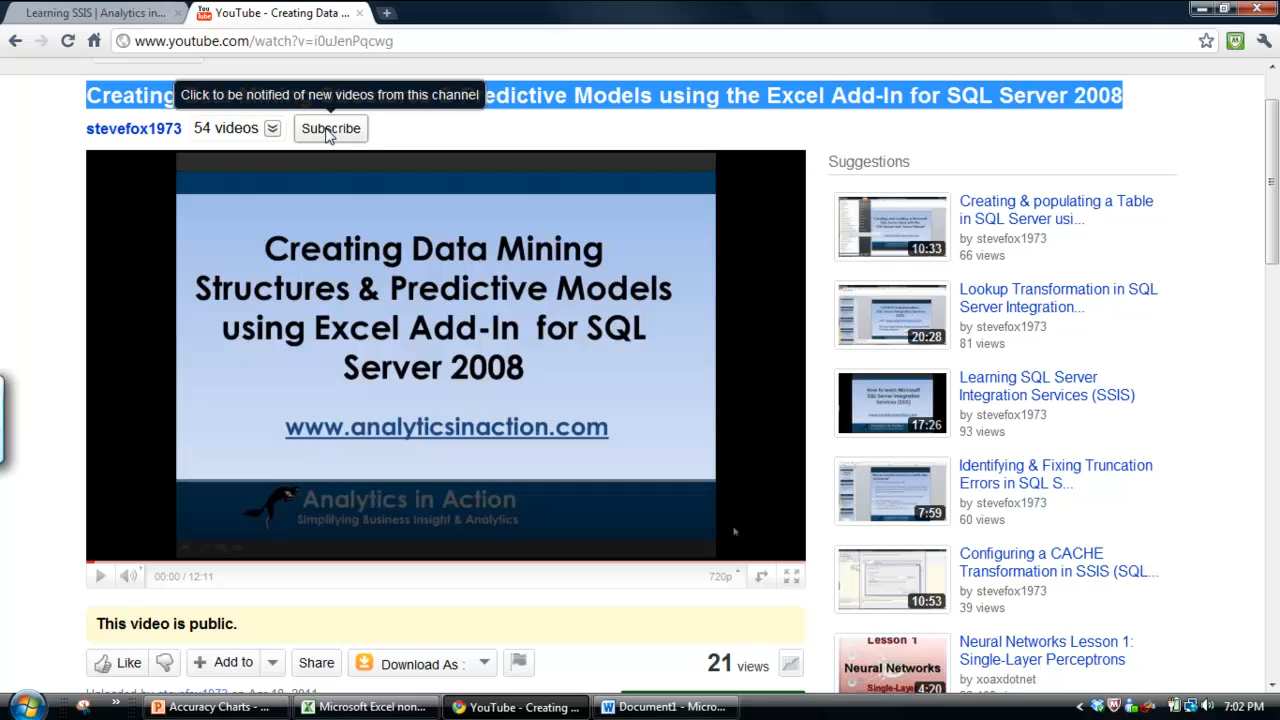 Learning SSIS | Analytics in...
YouTube - Creating Data ...
www.youtube.com/watch?v=i0uJenPqcwg
Creating
edictive Models using the Excel Add-In for SQL Server 2008
Click to be notified of new videos from this channel
stevefox1973
54 videos
Subscribe
Creating Data Mining
Structures & Predictive Models
using Excel Add-In for SQL
Server 2008
www.analyticsinaction.com
Analytics in Action
Simplifying Business Insight & Analytics
00:00 / 12:11
720p
This video is public.
Like
Add to
Share
Download As :
21 views
Uploaded by stevefox1973 on Apr 18, 2011
Suggestions
10:33
Creating & populating a Table
in SQL Server usi...
by stevefox1973
66 views
20:28
Lookup Transformation in SQL
Server Integration...
by stevefox1973
81 views
17:26
Learning SQL Server
Integration Services (SSIS)
by stevefox1973
93 views
7:59
Identifying & Fixing Truncation
Errors in SQL S...
by stevefox1973
60 views
10:53
Configuring a CACHE
Transformation in SSIS (SQL...
by stevefox1973
39 views
Lesson 1
Neural Networks
Single-Laye
4:20
Neural Networks Lesson 1:
Single-Layer Perceptrons
by xoaxdotnet
Accuracy Charts - ...
Microsoft Excel non...
YouTube - Creating ...
Document1 - Micro...
7:02 PM